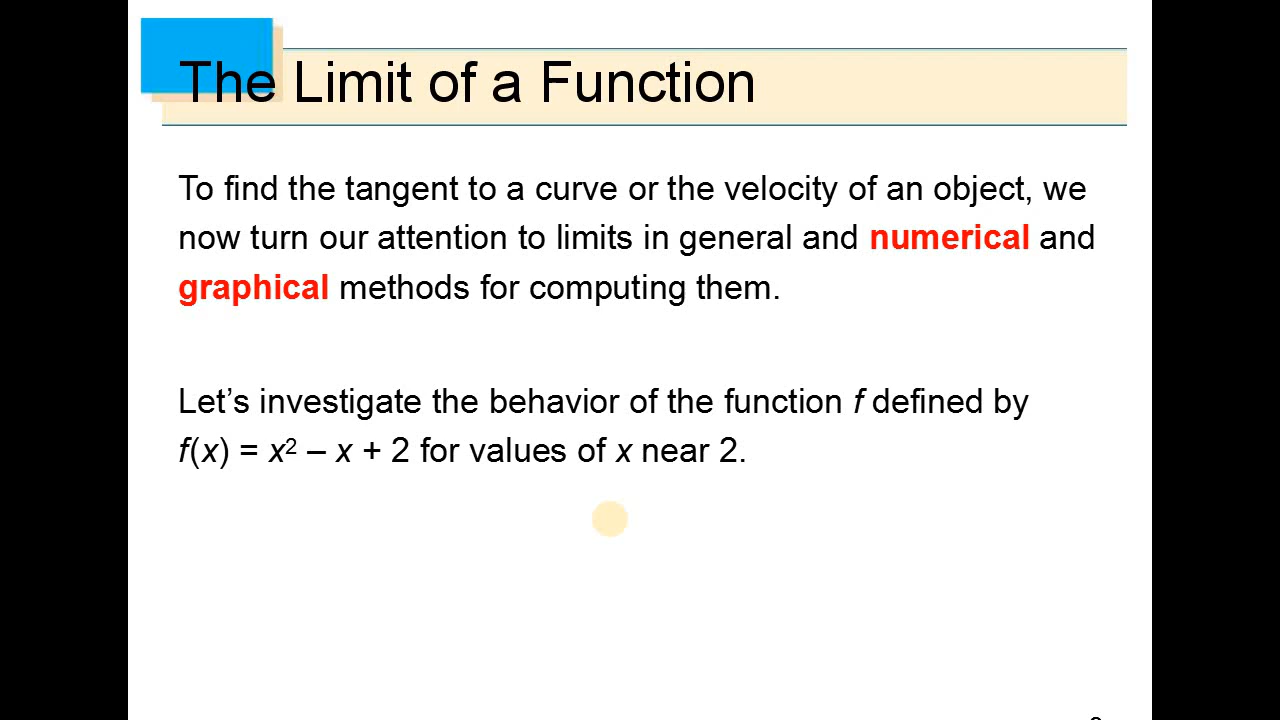 The Limit of a Function
To find the tangent to a curve or the velocity of an object, we
now turn our attention to limits in general and numerical and
graphical methods for computing them.
Let’s investigate the behavior of the function f defined by
f(x) = x² – x + 2 for values of x near 2.